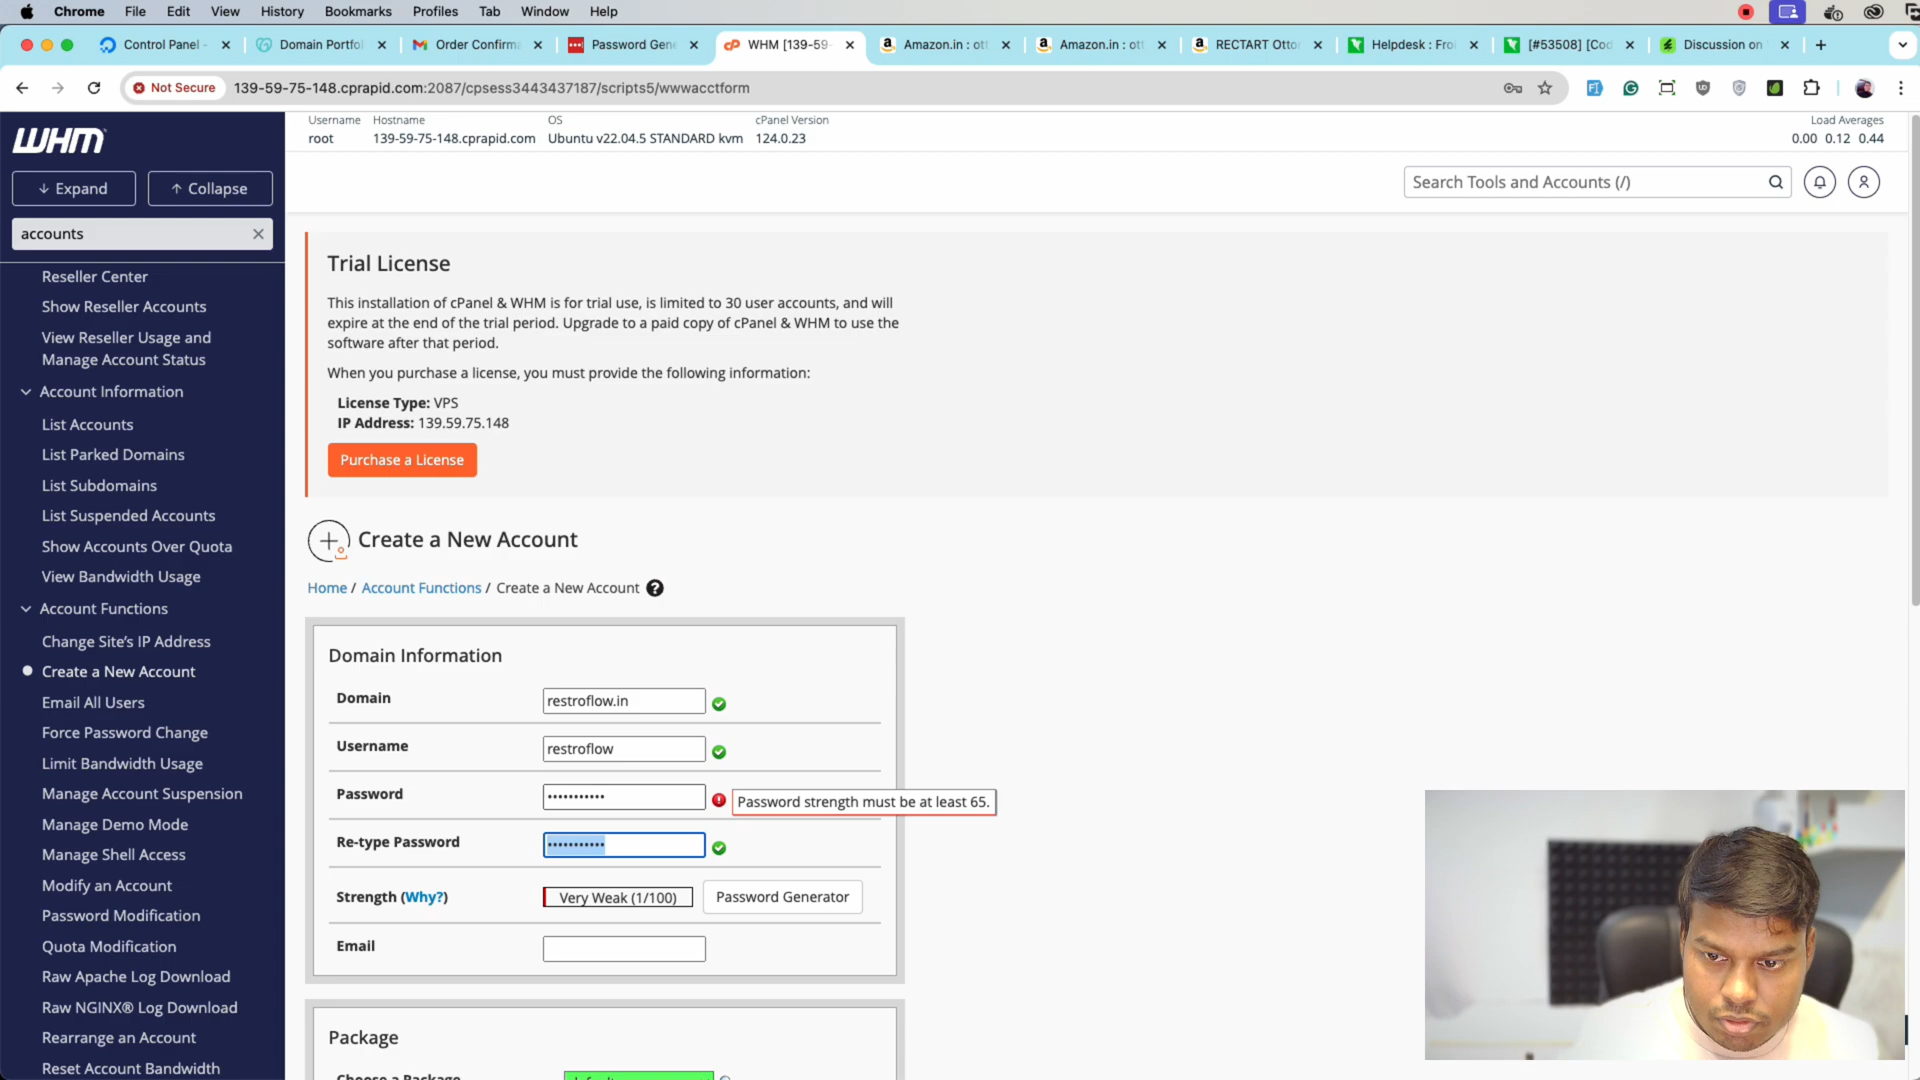 Chrome File Edit View History Bookmarks Profiles Tab Window Help
Control Panel - Domain Portfo Order Confirma Password Gene WHM [139-59- Amazon.in : ott Amazon.in : ott RECTART Otto Helpdesk : Fro [#53508] [Coc Discussion on
Not Secure 139-59-75-148.cprapid.com:2087/cpsess3443437187/scripts5/wwwacctform
WHM
Username Hostname OS cPanel Version Load Averages
root 139-59-75-148.cprapid.com Ubuntu v22.04.5 STANDARD kvm 124.0.23 0.00 0.12 0.44
Expand Collapse
Search Tools and Accounts (/)
accounts
Reseller Center
Show Reseller Accounts
View Reseller Usage and
Manage Account Status
Account Information
List Accounts
List Parked Domains
List Subdomains
List Suspended Accounts
Show Accounts Over Quota
View Bandwidth Usage
Account Functions
Change Site's IP Address
Create a New Account
Email All Users
Force Password Change
Limit Bandwidth Usage
Manage Account Suspension
Manage Demo Mode
Manage Shell Access
Modify an Account
Password Modification
Quota Modification
Raw Apache Log Download
Raw NGINX® Log Download
Rearrange an Account
Reset Account Bandwidth
Trial License
This installation of cPanel & WHM is for trial use, is limited to 30 user accounts, and will
expire at the end of the trial period. Upgrade to a paid copy of cPanel & WHM to use the
software after that period.
When you purchase a license, you must provide the following information:
License Type: VPS
IP Address: 139.59.75.148
Purchase a License
Create a New Account
Home / Account Functions / Create a New Account
Domain Information
Domain restroflow.in
Username restroflow
Password Password strength must be at least 65.
Re-type Password
Strength (Why?) Very Weak (1/100) Password Generator
Email
Package
Choose a Package